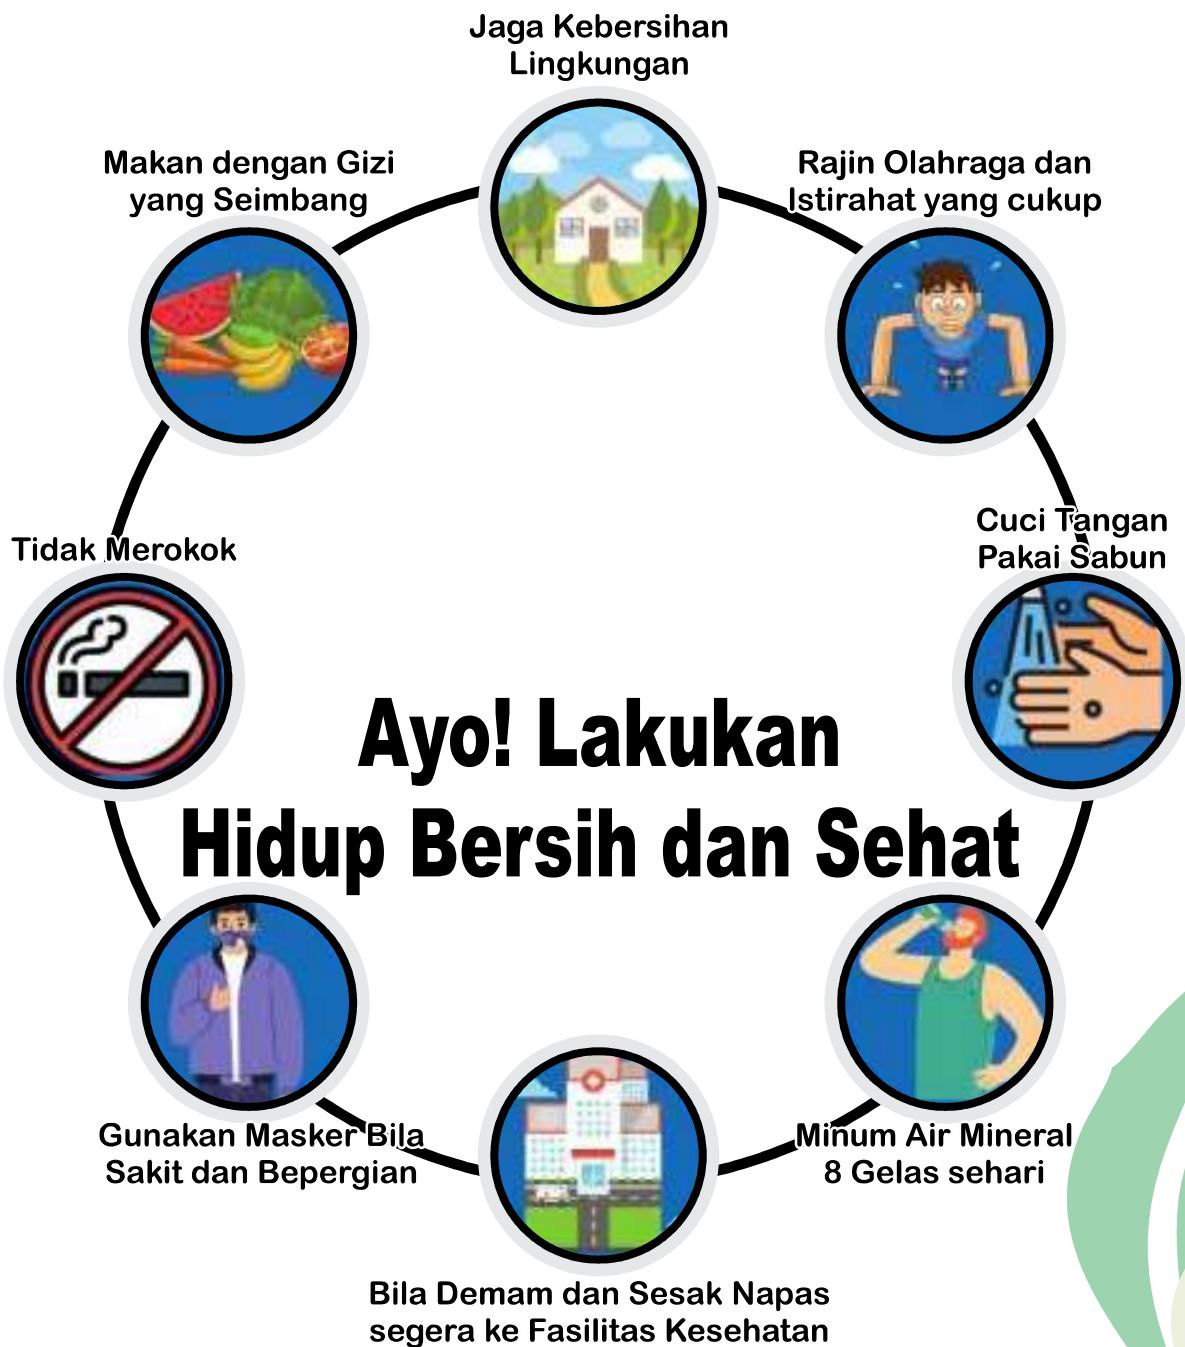 Jaga Kebersihan
Lingkungan
Makan dengan Gizi
yang Seimbang
Rajin Olahraga dan
Istirahat yang cukup
Tidak Merokok
Cuci Tangan
Pakai Sabun
Ayo! Lakukan
Hidup Bersih dan Sehat
Gunakan Masker Bila
Sakit dan Bepergian
Minum Air Mineral
8 Gelas sehari
Bila Demam dan Sesak Napas
segera ke Fasilitas Kesehatan